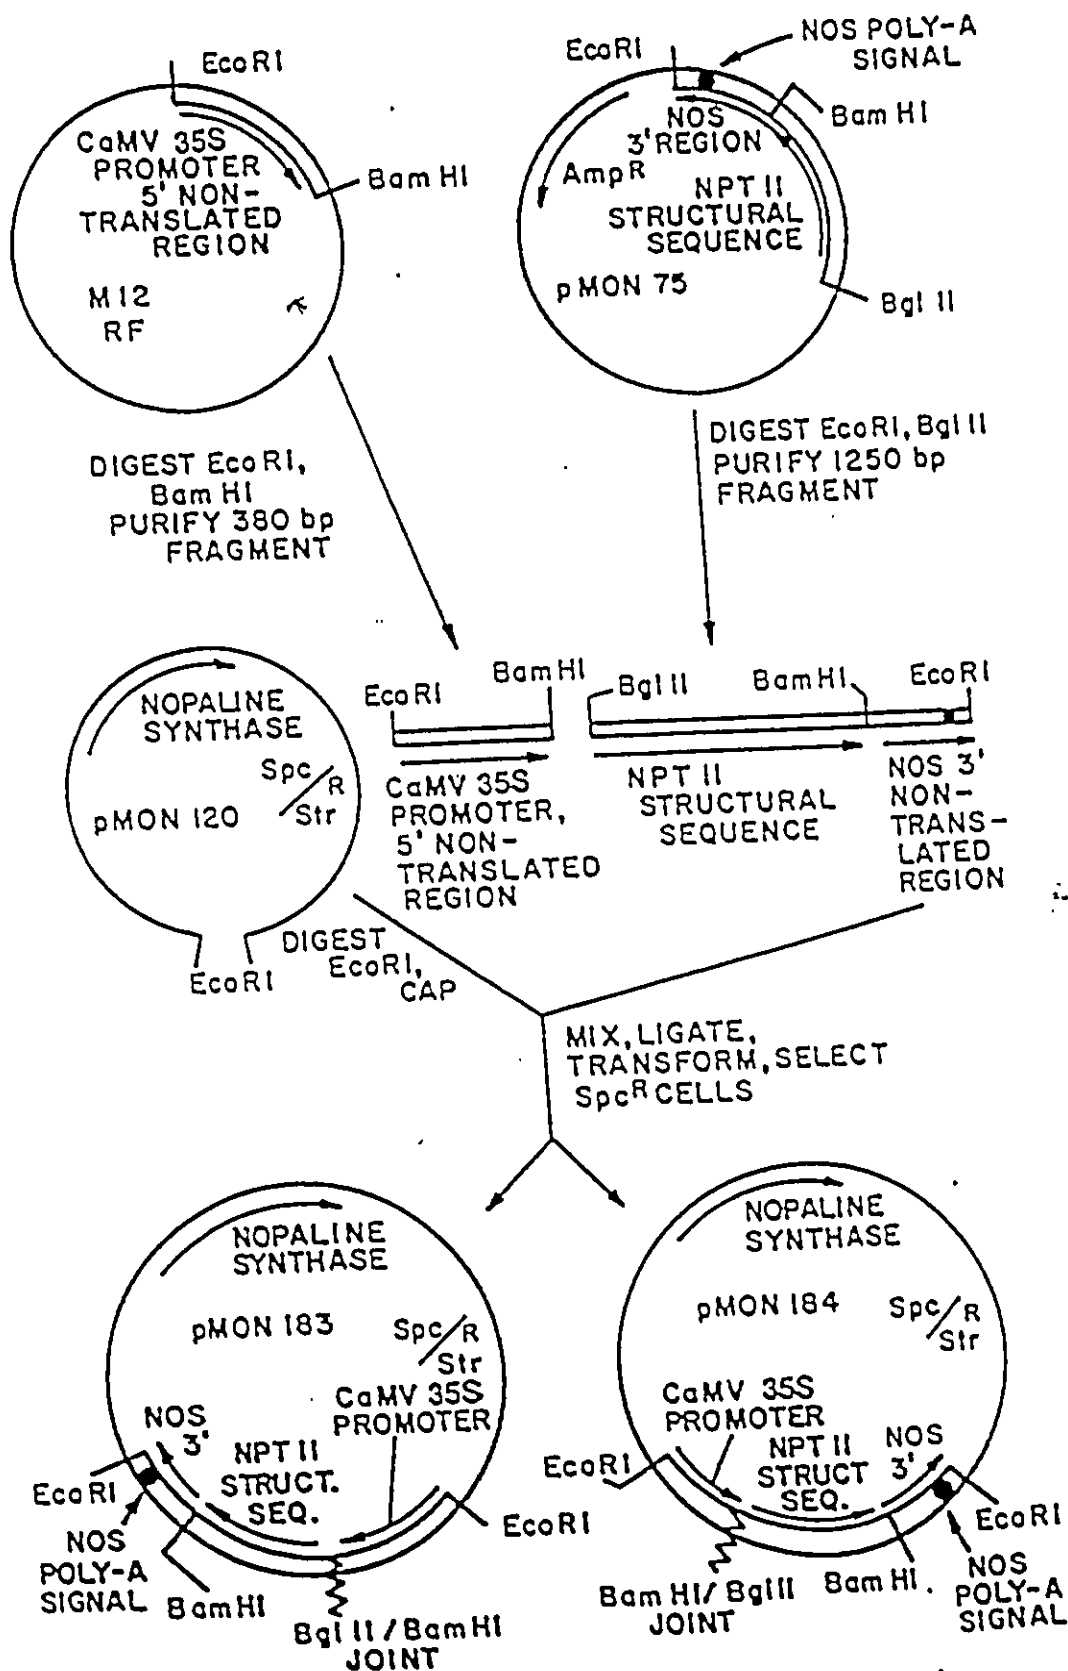 EcoRI
CaMV 35S
PROMOTER
5' NON-
TRANSLATED
REGION
BamHI
M12
RF
EcoRI
NOS POLY-A
SIGNAL
BamHI
NOS
3' REGION
AmpR
NPT II
STRUCTURAL
SEQUENCE
pMON 75
Bgl II
DIGEST EcoRI,
BamHI
PURIFY 380 bp
FRAGMENT
DIGEST EcoRI, Bgl II
PURIFY 1250 bp
FRAGMENT
NOPALINE
SYNTHASE
Spc/R
Str
pMON 120
EcoRI
EcoRI
BamHI
CaMV 35S
PROMOTER,
5' NON-
TRANSLATED
REGION
Bgl II
BamHI
EcoRI
NPT II
STRUCTURAL
SEQUENCE
NOS 3'
NON-
TRANS-
LATED
REGION
DIGEST
EcoRI,
CAP
MIX, LIGATE,
TRANSFORM, SELECT
SpcR CELLS
NOPALINE
SYNTHASE
pMON 183
Spc/R
Str
CaMV 35S
PROMOTER
NOS
3'
NPT II
STRUCT.
SEQ.
EcoRI
EcoRI
NOS
POLY-A
SIGNAL
BamHI
Bgl II / BamHI
JOINT
NOPALINE
SYNTHASE
pMON 184
Spc/R
Str
CaMV 35S
PROMOTER
NPT II
STRUCT
SEQ.
NOS
3'
EcoRI
EcoRI
BamHI / Bgl II
JOINT
BamHI.
NOS
POLY-A
SIGNAL